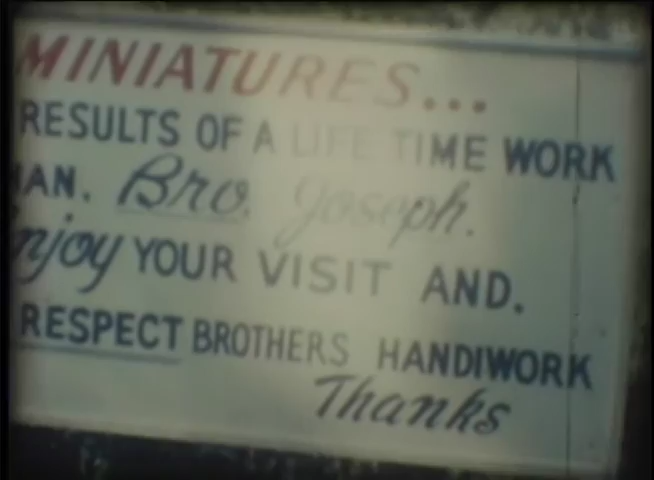 MINIATURES...
RESULTS OF A LIFE TIME WORK
AN. Bro. Joseph.
njoy YOUR VISIT AND.
RESPECT BROTHERS HANDIWORK
Thanks